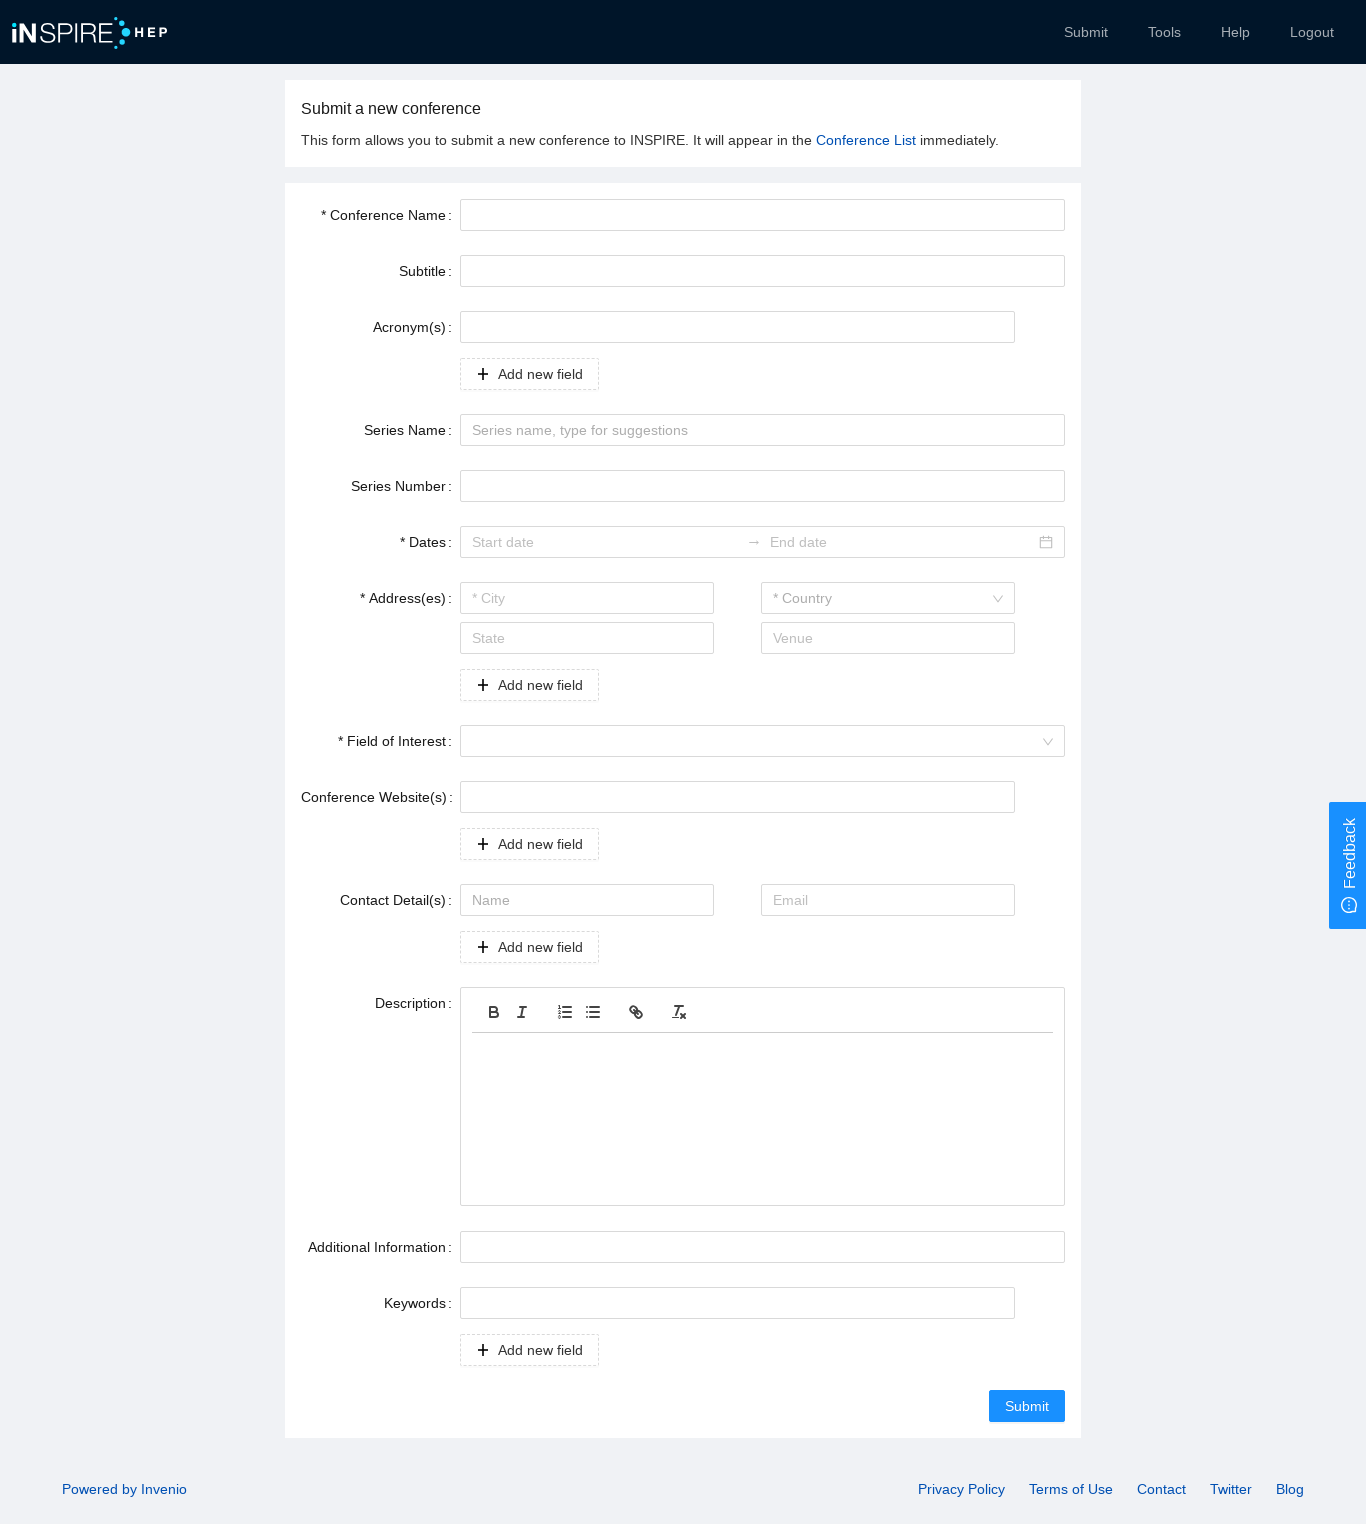 iNSPIRE HEP
Submit Tools Help Logout
Submit a new conference
This form allows you to submit a new conference to INSPIRE. It will appear in the Conference List immediately.
* Conference Name :
Subtitle :
Acronym(s) :
Add new field
Series Name : Series name, type for suggestions
Series Number :
* Dates : Start date → End date
* Address(es) : * City * Country
State Venue
Add new field
* Field of Interest :
Conference Website(s) :
Add new field
Feedback
Contact Detail(s) : Name Email
Add new field
Description :
Additional Information :
Keywords :
Add new field
Submit
Powered by Invenio Privacy Policy Terms of Use Contact Twitter Blog